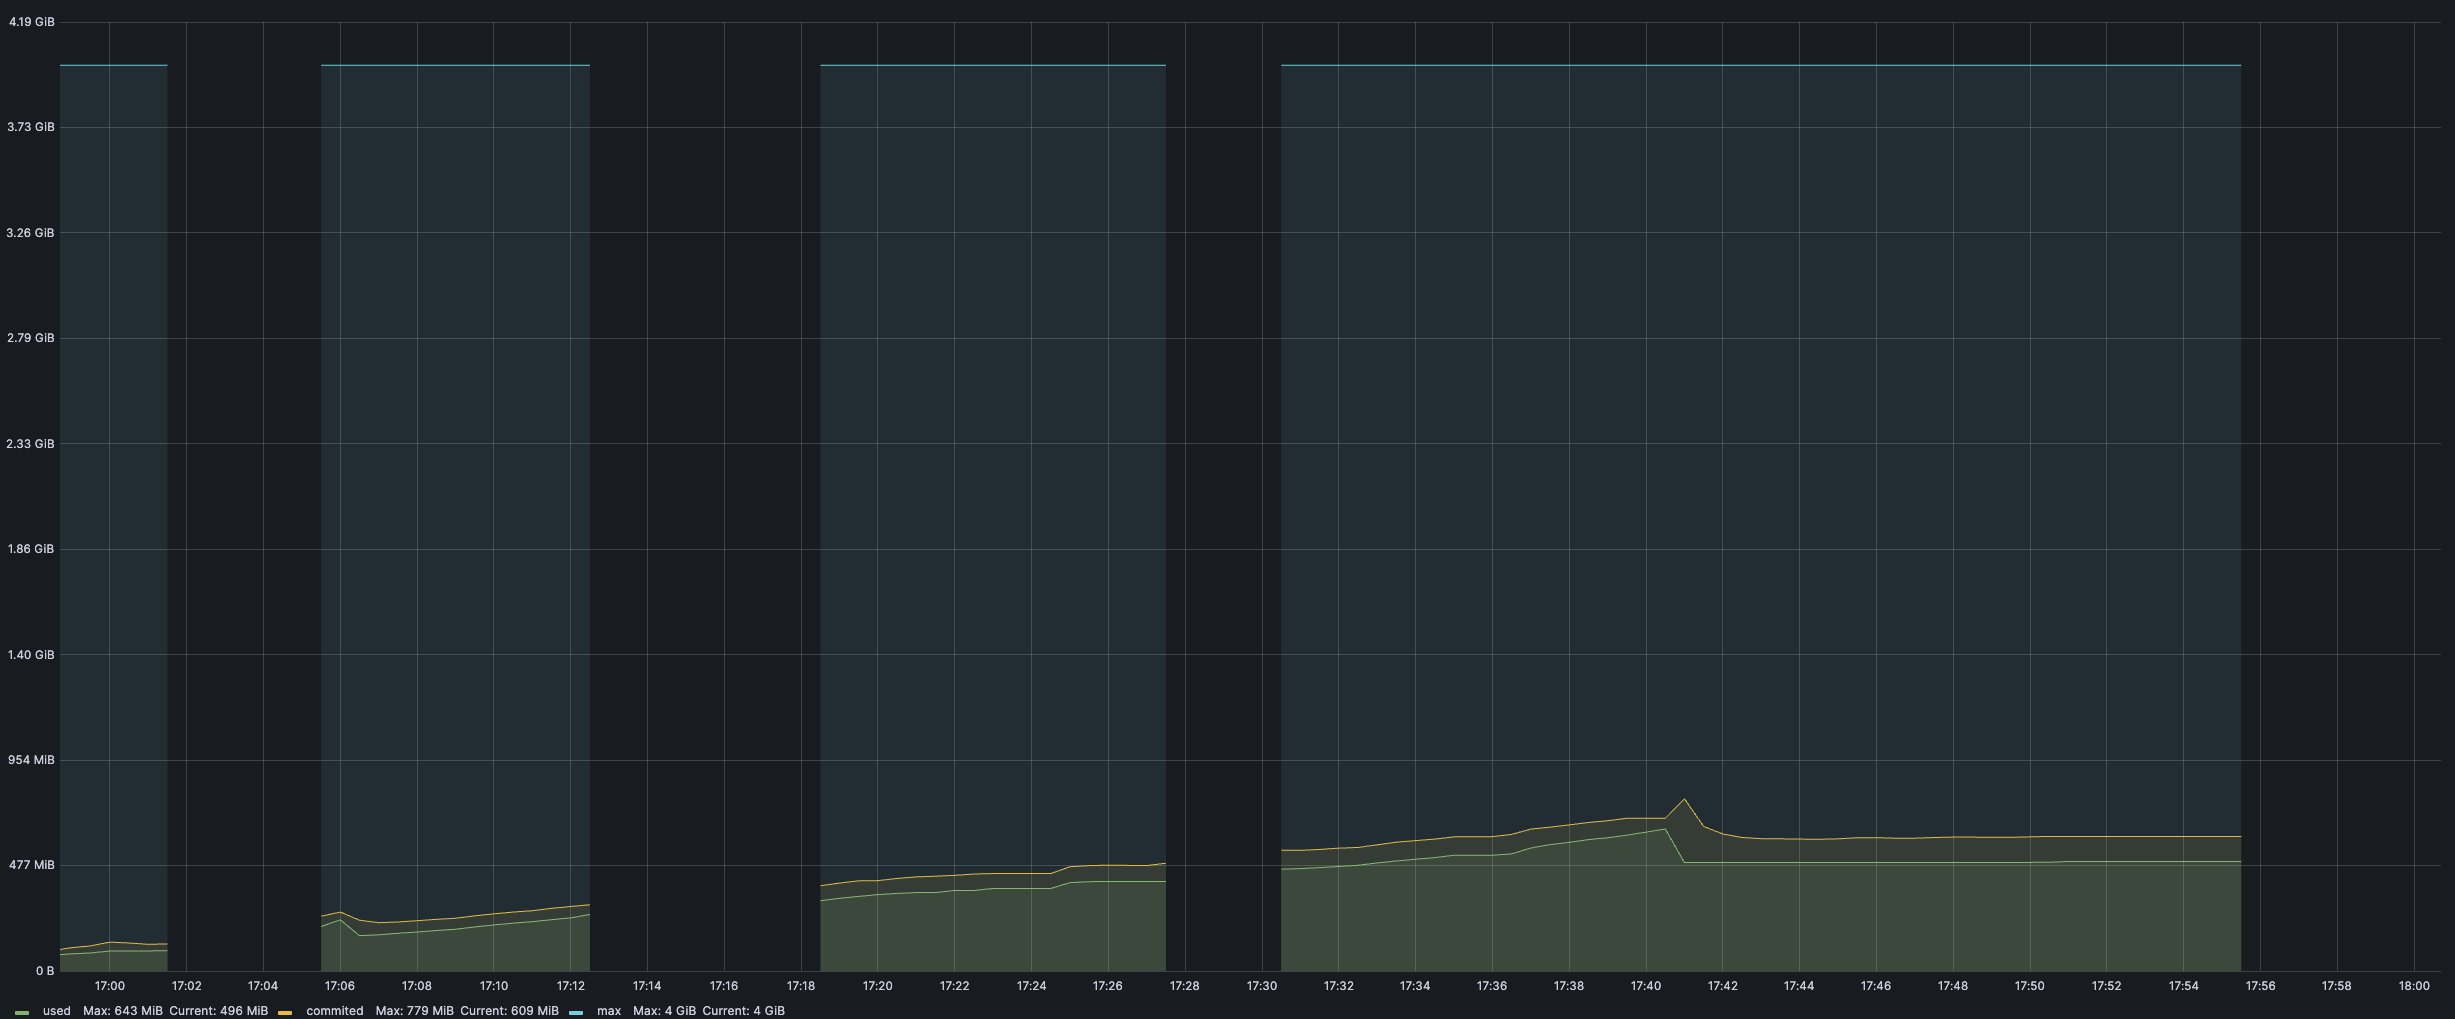 4.19 GiB
3.73 GiB
3.26 GiB
2.79 GiB
2.33 GiB
1.86 GiB
1.40 GiB
954 MiB
477 MiB
0 B
17:00 17:02 17:04 17:06 17:08 17:10 17:12 17:14 17:16 17:18 17:20 17:22 17:24 17:26 17:28 17:30 17:32 17:34 17:36 17:38 17:40 17:42 17:44 17:46 17:48 17:50 17:52 17:54 17:56 17:58 18:00
used Max: 643 MiB Current: 496 MiB commited Max: 779 MiB Current: 609 MiB max Max: 4 GiB Current: 4 GiB